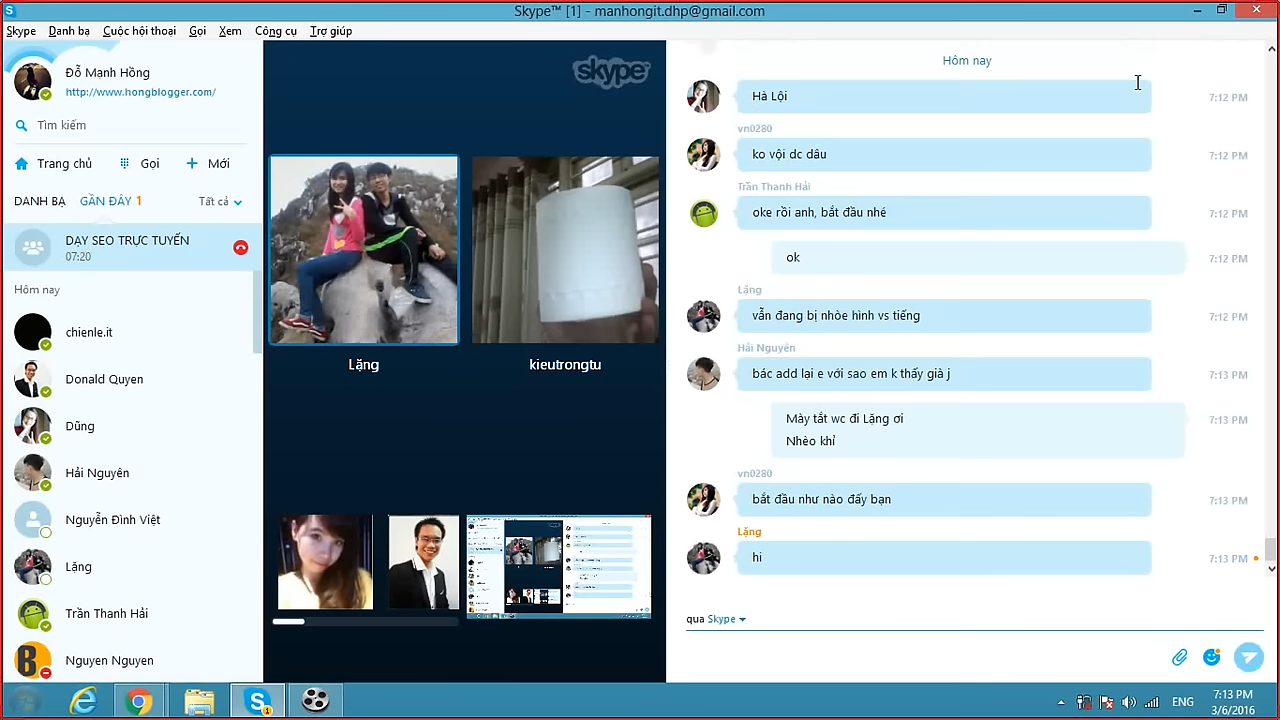 Skype™ [1] - manhongit.dhp@gmail.com
Skype Danh bạ Cuộc hội thoại Gọi Xem Công cụ Trợ giúp
Đỗ Mạnh Hồng
http://www.hongblogger.com/
Tìm kiếm
Trang chủ Gọi Mới
DANH BẠ GẦN ĐÂY 1 Tất cả
DẠY SEO TRỰC TUYẾN
07:20
Hôm nay
chienle.it
Donald Quyen
Dũng
Hải Nguyên
Nguyễn Đình Việt
Lặng
Trần Thanh Hải
Nguyen Nguyen
skype
Lặng
kieutrongtu
Hôm nay
Hà Lội 7:12 PM
vn0280
ko vội dc dâu 7:12 PM
Trần Thanh Hải
oke rồi anh, bắt đầu nhé 7:12 PM
ok 7:12 PM
Lặng
vẫn đang bị nhòe hình vs tiếng 7:12 PM
Hải Nguyên
bác add lại e với sao em k thấy già j 7:13 PM
Mày tắt wc đi Lặng ơi 7:13 PM
Nhèo khỉ
vn0280
bắt đầu như nào đấy bạn 7:13 PM
Lặng
hi 7:13 PM
qua Skype
ENG
7:13 PM
3/6/2016